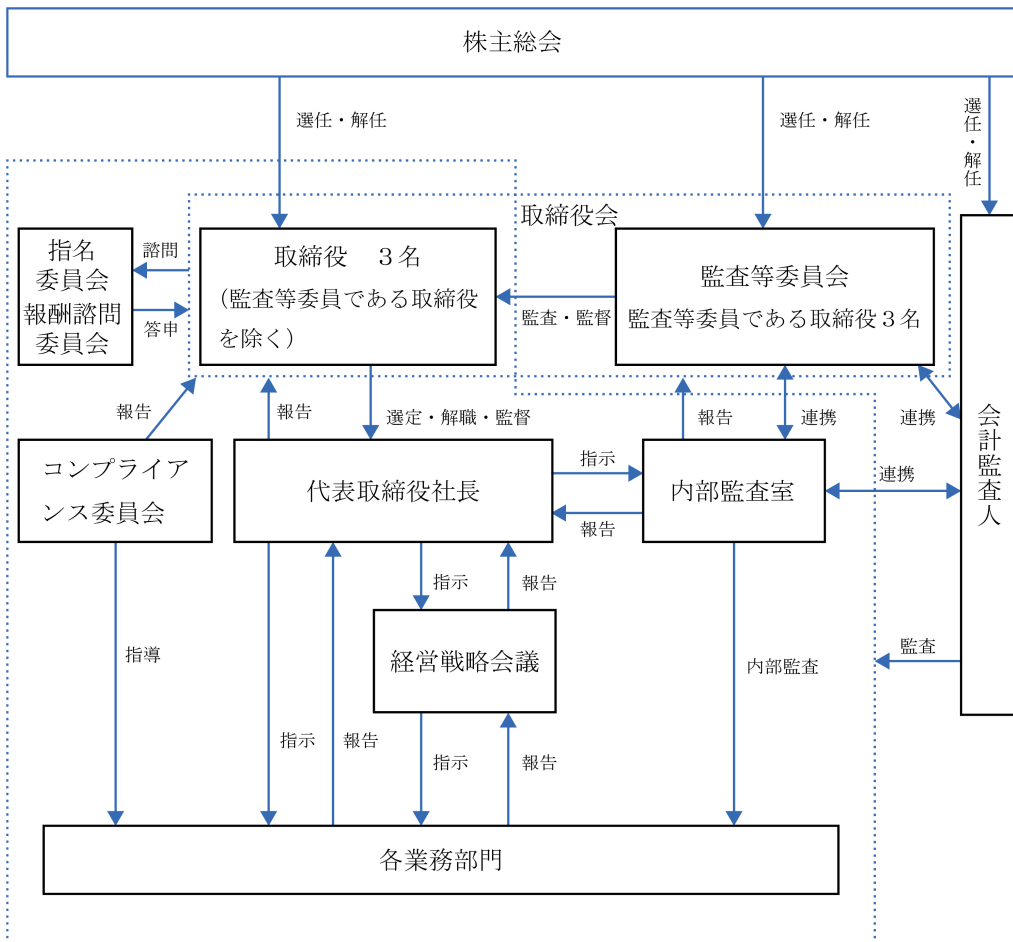 株主総会
選任・解任
選任・解任
選任・解任
取締役会
指名
委員会
報酬諮問
委員会
諮問
答申
取締役　３名
（監査等委員である取締役
を除く）
監査・監督
監査等委員会
監査等委員である取締役３名
報告
報告
選定・解職・監督
報告
連携
連携
コンプライア
ンス委員会
代表取締役社長
指示
報告
内部監査室
連携
会計監査人
指示
報告
経営戦略会議
指導
内部監査
監査
指示
報告
指示
報告
各業務部門